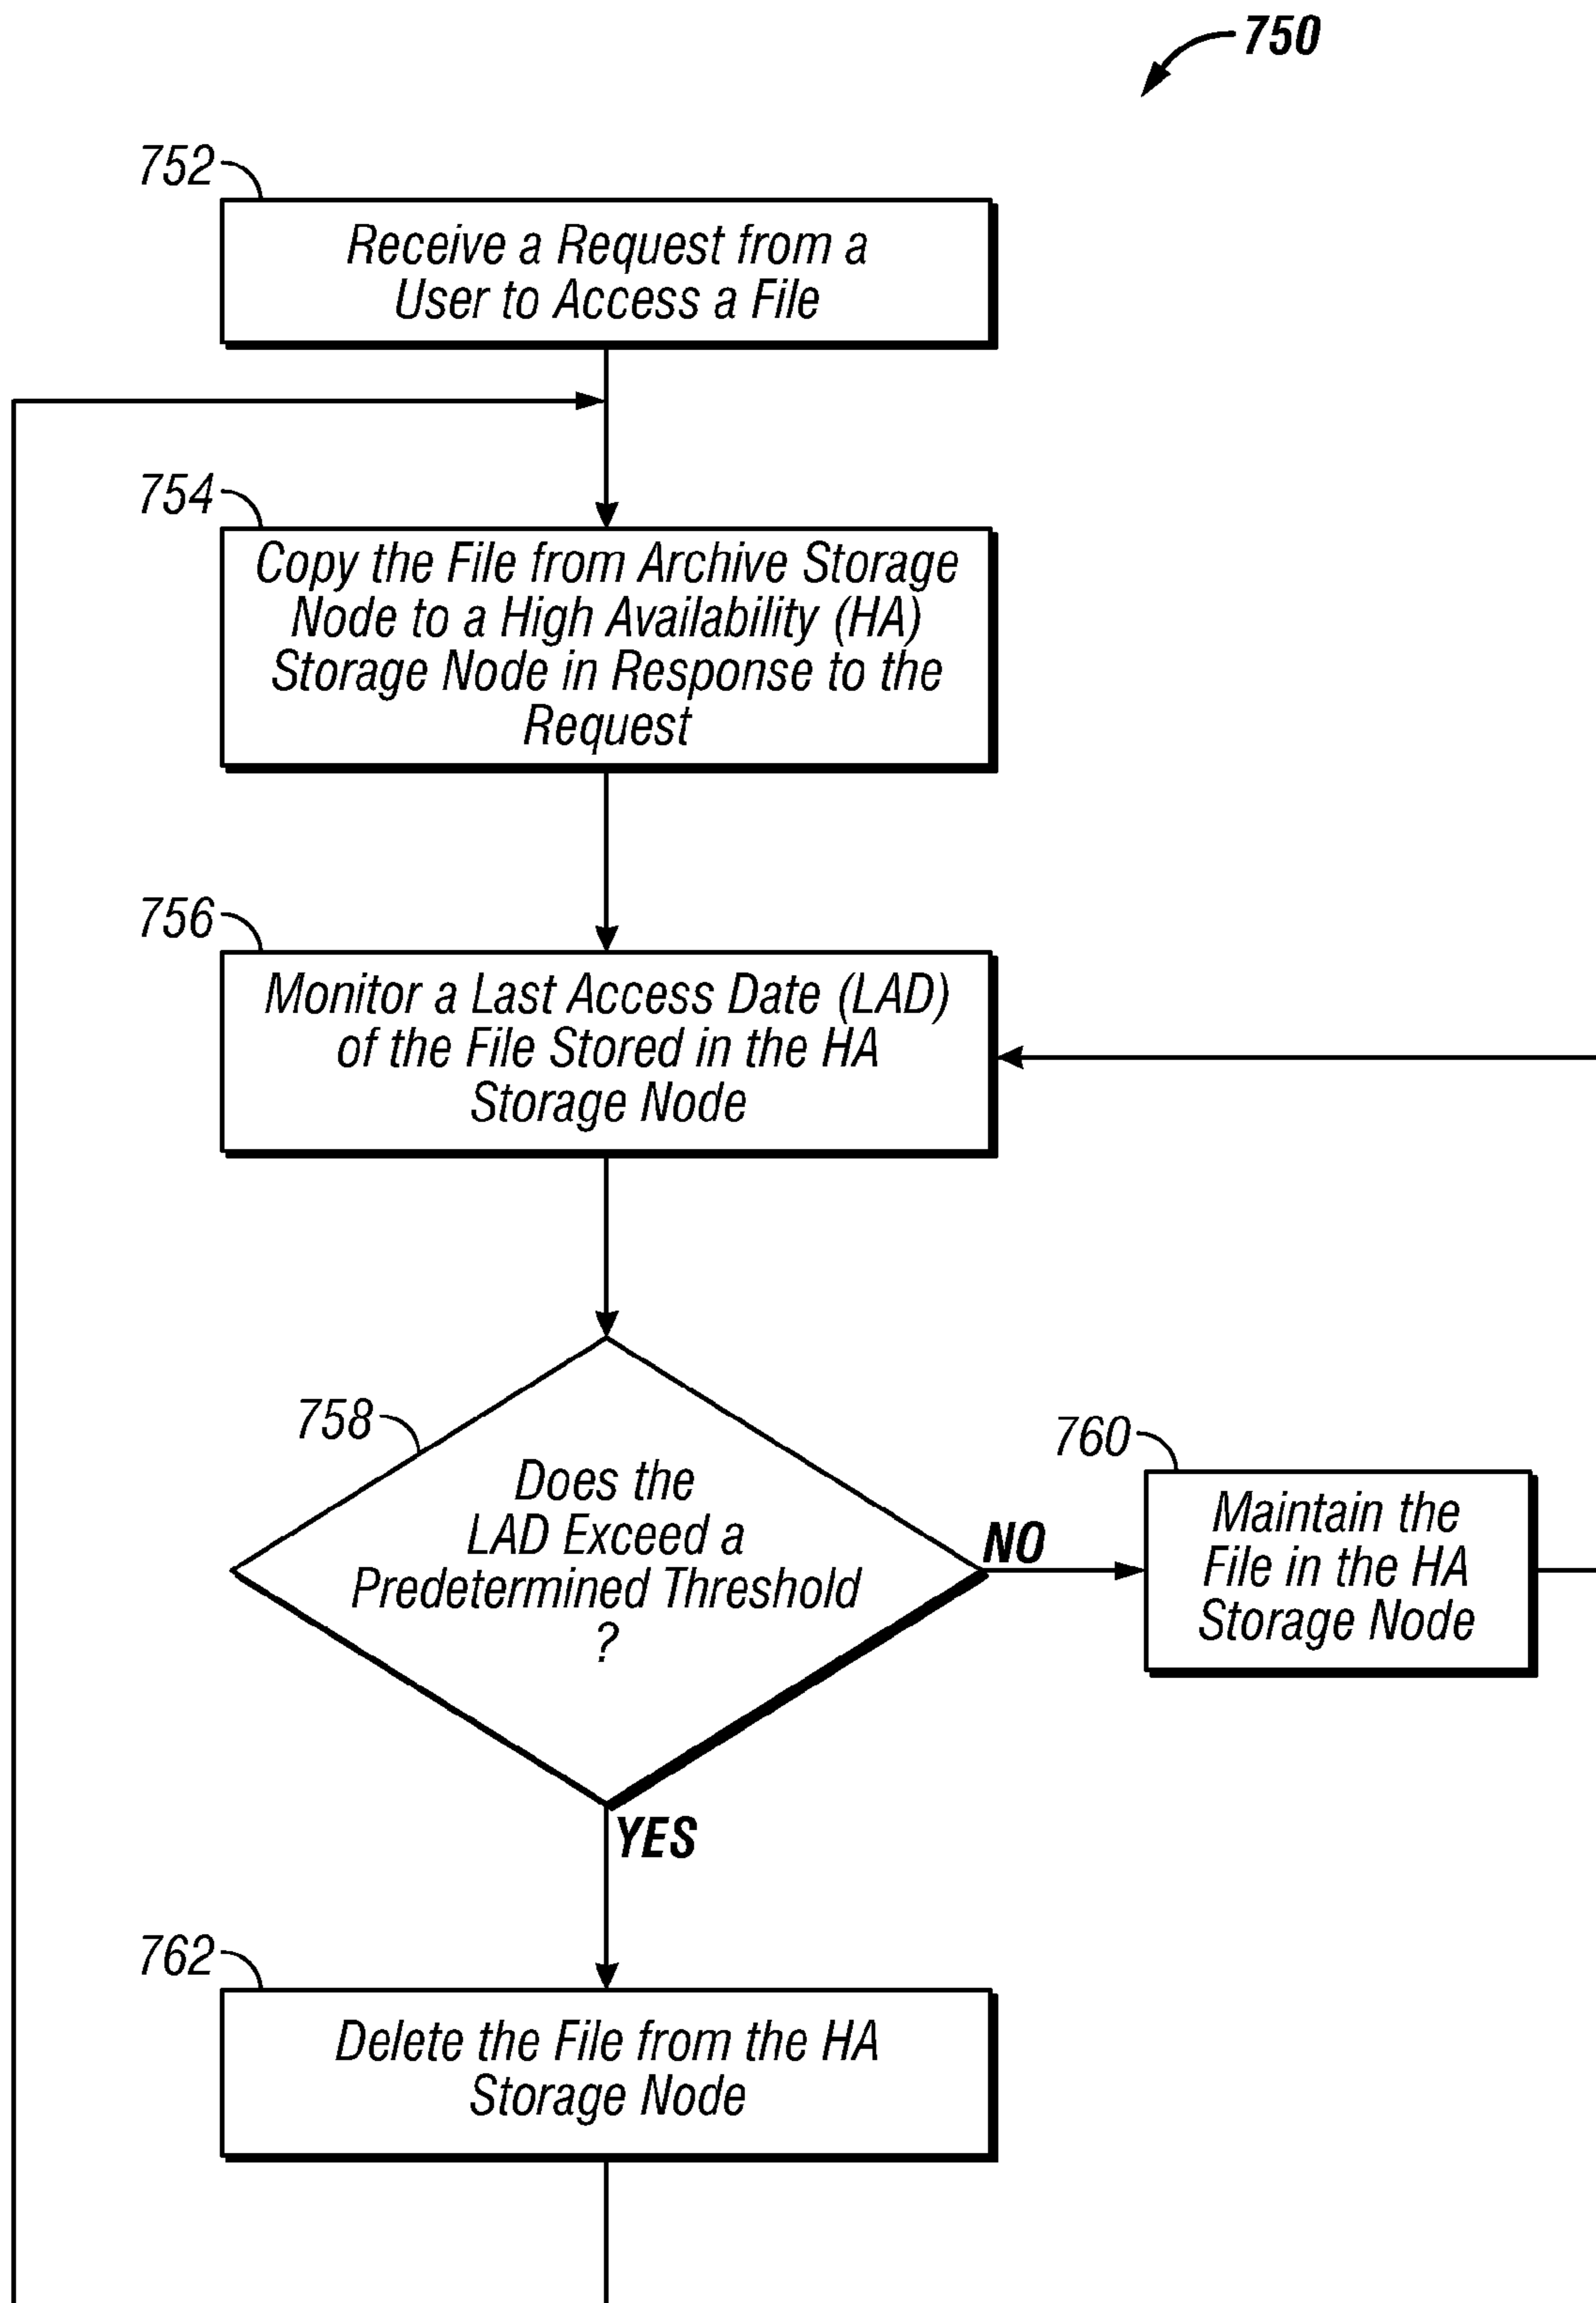 750
752
Receive a Request from a
User to Access a File
754
Copy the File from Archive Storage
Node to a High Availability (HA)
Storage Node in Response to the
Request
756
Monitor a Last Access Date (LAD)
of the File Stored in the HA
Storage Node
758
Does the
LAD Exceed a
Predetermined Threshold
?
NO
760
Maintain the
File in the HA
Storage Node
YES
762
Delete the File from the HA
Storage Node